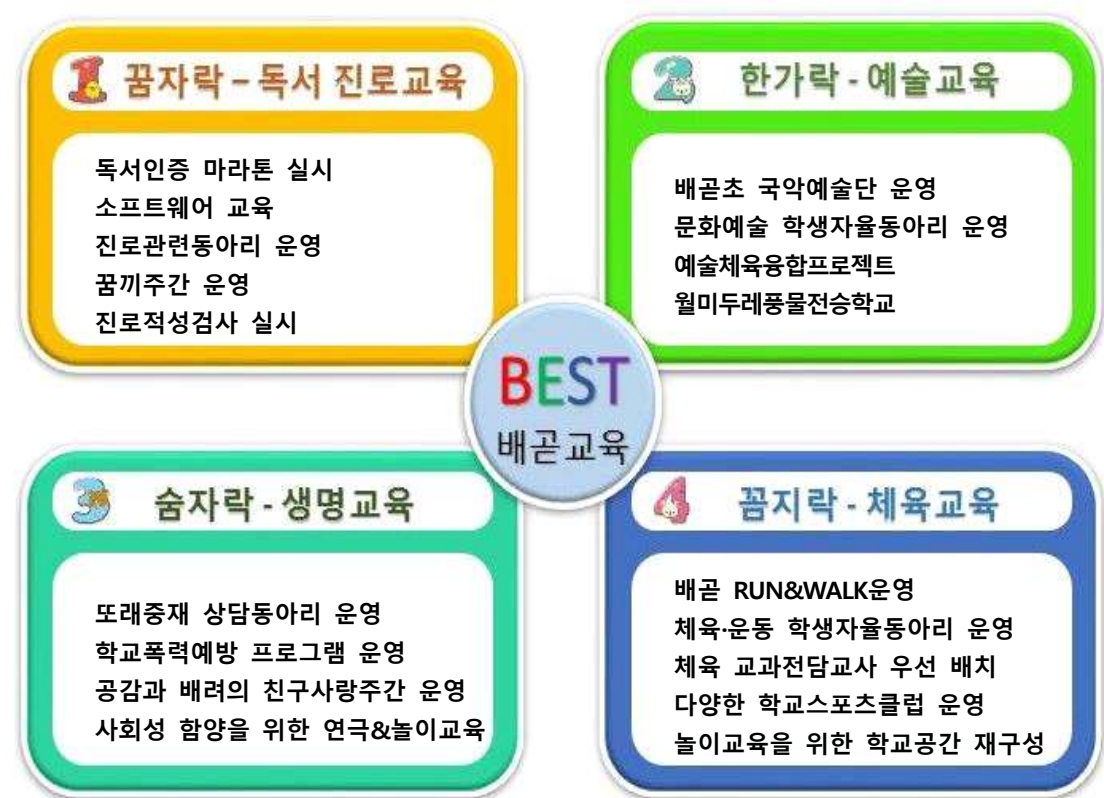 1 꿈자락 – 독서 진로교육
독서인증 마라톤 실시
소프트웨어 교육
진로관련동아리 운영
꿈끼주간 운영
진로적성검사 실시
2 한가락 - 예술교육
배곧초 국악예술단 운영
문화예술 학생자율동아리 운영
예술체육융합프로젝트
월미두레풍물전승학교
BEST
배곧교육
3 숨자락 - 생명교육
또래중재 상담동아리 운영
학교폭력예방 프로그램 운영
공감과 배려의 친구사랑주간 운영
사회성 함양을 위한 연극&놀이교육
4 꼼지락 - 체육교육
배곧 RUN&WALK운영
체육·운동 학생자율동아리 운영
체육 교과전담교사 우선 배치
다양한 학교스포츠클럽 운영
놀이교육을 위한 학교공간 재구성